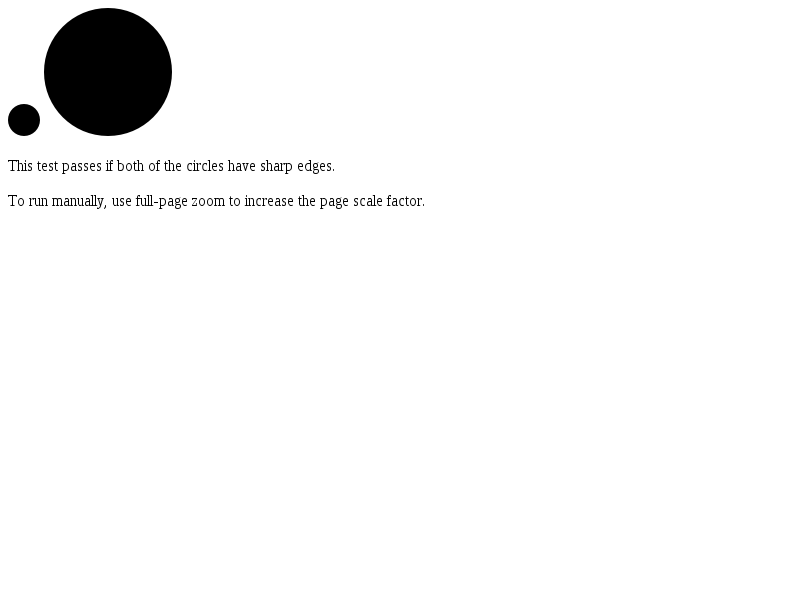 This test passes if both of the circles have sharp edges.
To run manually, use full-page zoom to increase the page scale factor.